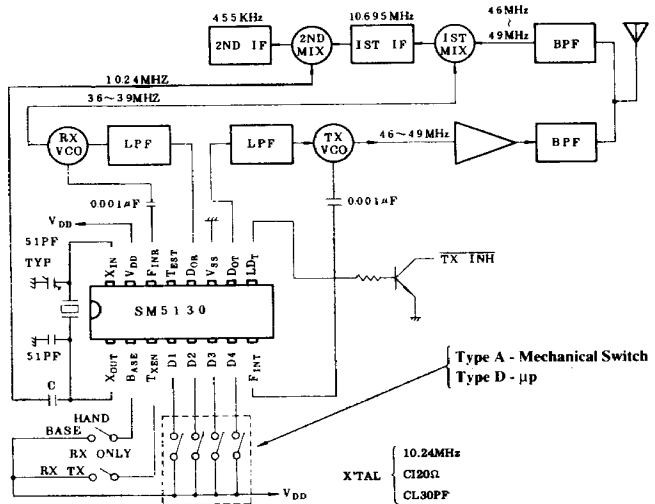 455KHz
10.695MHz
46
~
49MHz
2ND IF
2ND
MIX
1ST IF
1ST
MIX
BPF
10.24MHZ
36~39MHZ
RX
VCO
LPF
LPF
TX
VCO
46~49MHz
BPF
0.001μF
0.001μF
VDD
51PF
TYP
XIN
VDD
FINR
TEST
DOR
VSS
DOT
LDT
TX INH
SM5130
51PF
XOUT
BASE
TXEN
D1
D2
D3
D4
FINT
Type A - Mechanical Switch
Type D - μp
C
HAND
BASE
RX ONLY
RX TX
VDD
X'TAL
10.24MHz
CI20Ω
CL30PF